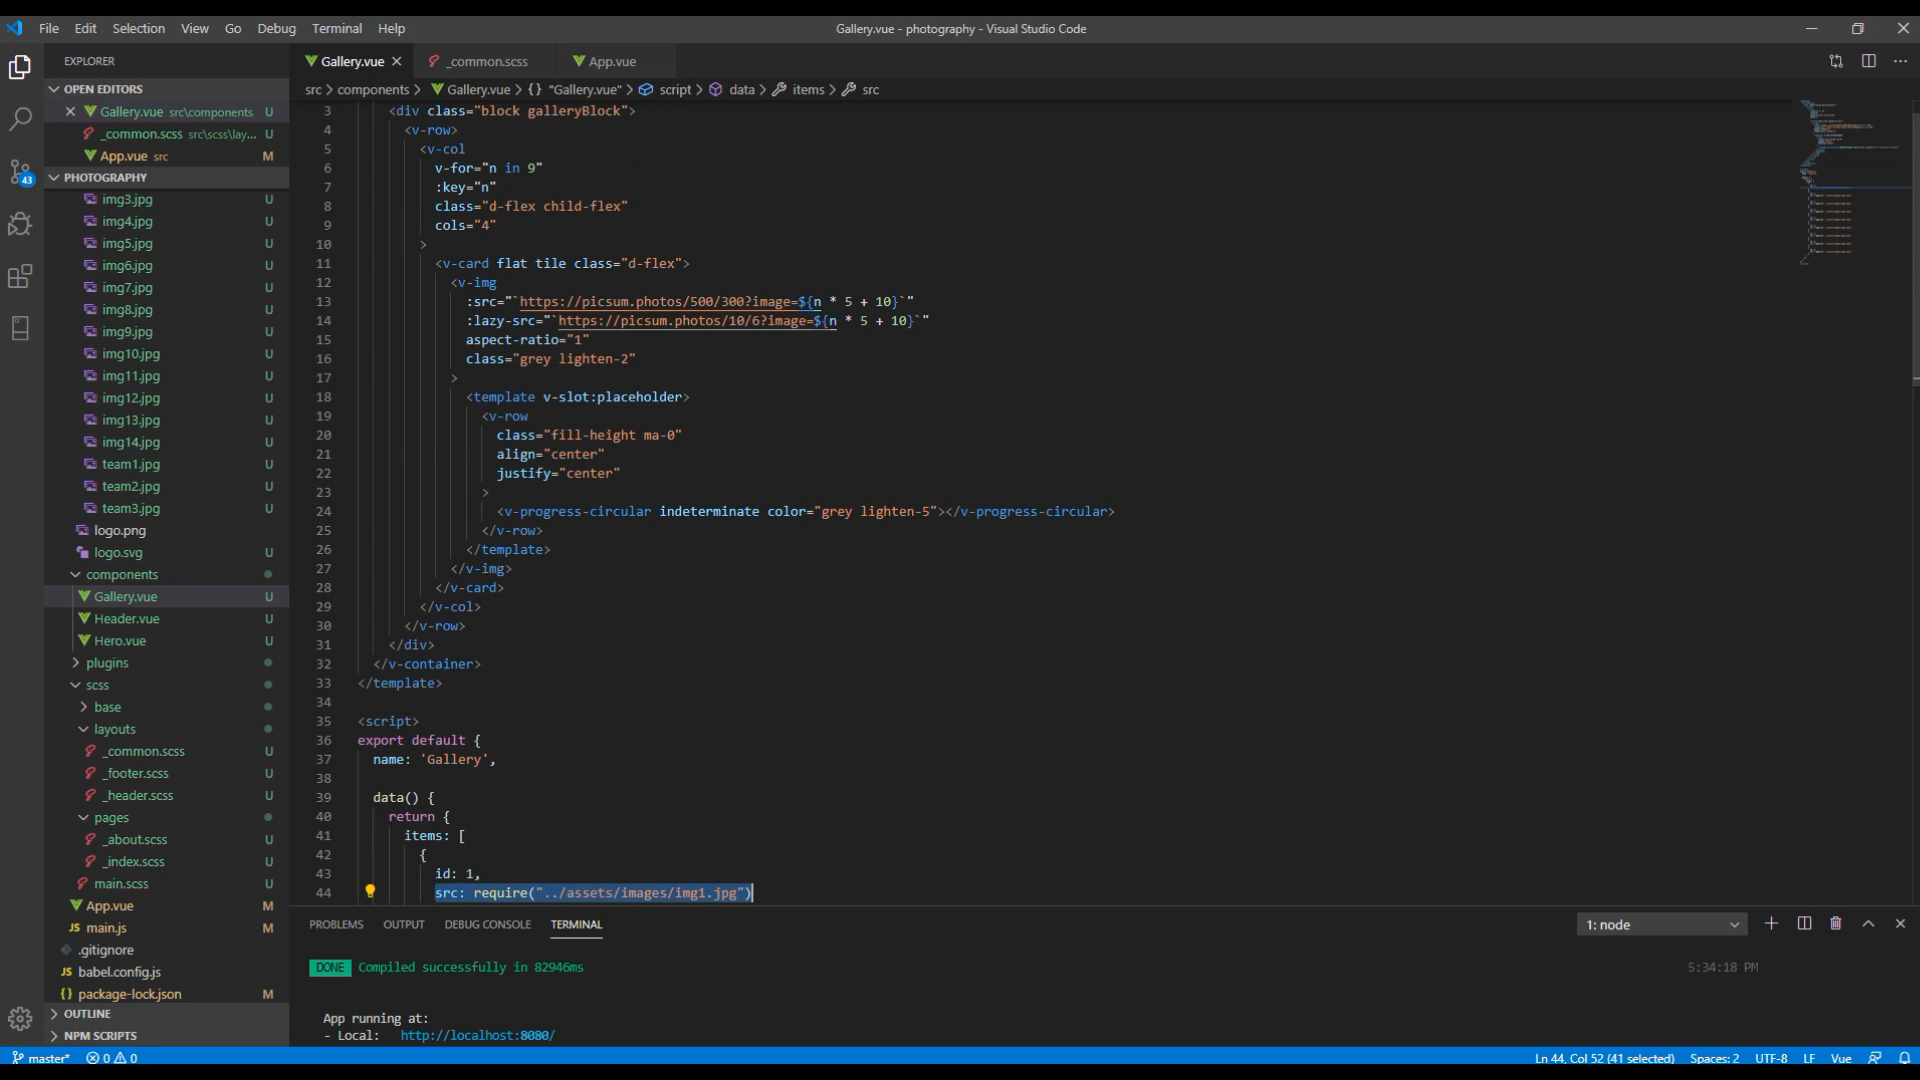 File Edit Selection View Go Debug Terminal Help
Gallery.vue - photography - Visual Studio Code
EXPLORER
OPEN EDITORS
Gallery.vue src\components U
_common.scss src\scss\lay... U
App.vue src M
PHOTOGRAPHY
img3.jpg U
img4.jpg U
img5.jpg U
img6.jpg U
img7.jpg U
img8.jpg U
img9.jpg U
img10.jpg U
img11.jpg U
img12.jpg U
img13.jpg U
img14.jpg U
team1.jpg U
team2.jpg U
team3.jpg U
logo.png
logo.svg U
components
Gallery.vue U
Header.vue U
Hero.vue U
plugins
scss
base
layouts
_common.scss U
_footer.scss U
_header.scss U
pages
_about.scss U
_index.scss U
main.scss U
App.vue M
JS main.js M
.gitignore
JS babel.config.js
{} package-lock.json M
OUTLINE
NPM SCRIPTS
43
Gallery.vue
_common.scss
App.vue
src > components > Gallery.vue > {} "Gallery.vue" > script > data > items > src
3 <div class="block galleryBlock">
4 <v-row>
5 <v-col
6 v-for="n in 9"
7 :key="n"
8 class="d-flex child-flex"
9 cols="4"
10 >
11 <v-card flat tile class="d-flex">
12 <v-img
13 :src="`https://picsum.photos/500/300?image=${n * 5 + 10}`"
14 :lazy-src="`https://picsum.photos/10/6?image=${n * 5 + 10}`"
15 aspect-ratio="1"
16 class="grey lighten-2"
17 >
18 <template v-slot:placeholder>
19 <v-row
20 class="fill-height ma-0"
21 align="center"
22 justify="center"
23 >
24 <v-progress-circular indeterminate color="grey lighten-5"></v-progress-circular>
25 </v-row>
26 </template>
27 </v-img>
28 </v-card>
29 </v-col>
30 </v-row>
31 </div>
32 </v-container>
33 </template>
34
35 <script>
36 export default {
37 name: 'Gallery',
38
39 data() {
40 return {
41 items: [
42 {
43 id: 1,
44 src: require("../assets/images/img1.jpg")
PROBLEMS OUTPUT DEBUG CONSOLE TERMINAL
1: node
DONE Compiled successfully in 82946ms 5:34:18 PM
App running at:
- Local: http://localhost:8080/
master* 0 0
Ln 44, Col 52 (41 selected) Spaces: 2 UTF-8 LF Vue